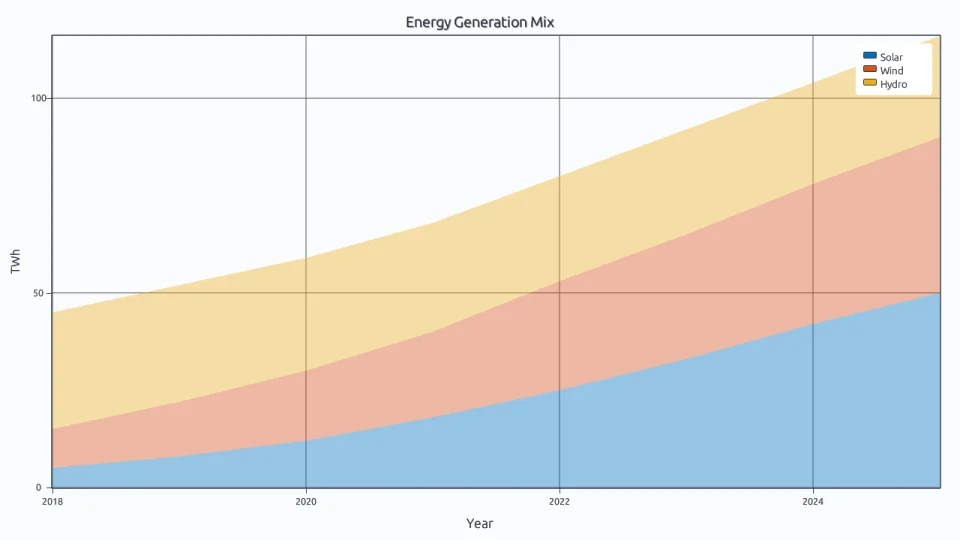 Energy Generation Mix
Solar
Wind
Hydro
100
50
0
TWh
2018 2020 2022 2024
Year